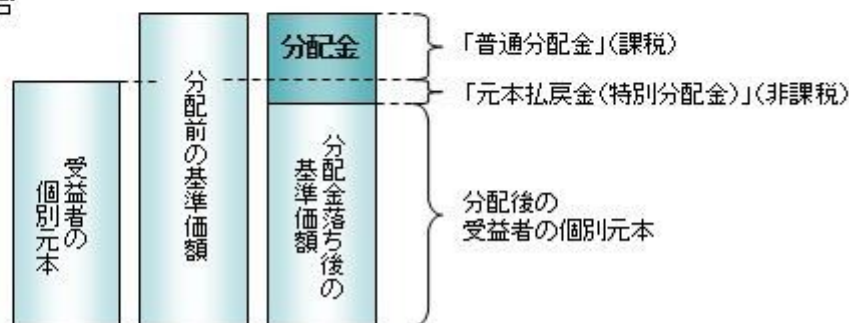 受益者の
個別元本
分配前の基準価額
分配金
分配金落ち後の
基準価額
「普通分配金」(課税)
「元本払戻金(特別分配金)」(非課税)
分配後の
受益者の個別元本